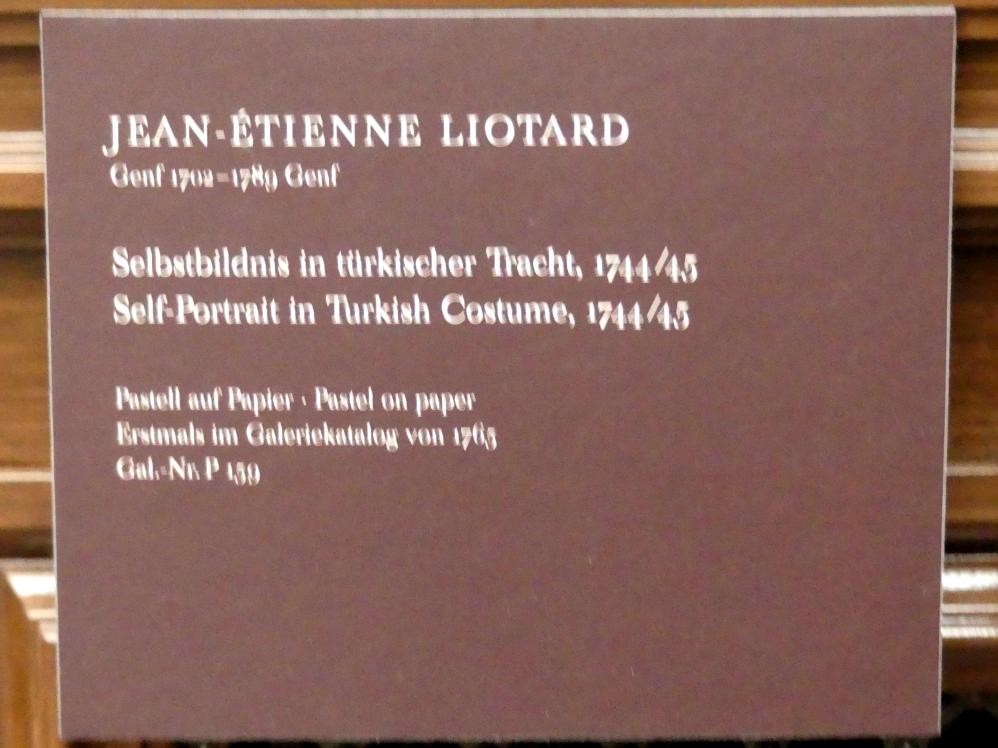 JEAN-ÉTIENNE LIOTARD
Genf 1702–1789 Genf
Selbstbildnis in türkischer Tracht, 1744/45
Self-Portrait in Turkish Costume, 1744/45
Pastell auf Papier · Pastel on paper
Erstmals im Galeriekatalog von 1765
Gal.-Nr. P 159